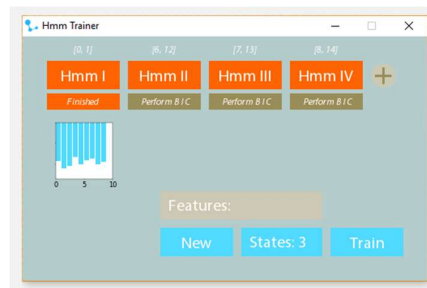 Hmm Trainer
[0, 1] [6, 12] [7, 13] [8, 14]
Hmm I Hmm II Hmm III Hmm IV +
Finished Perform B I C Perform B I C Perform B I C
0 5 10
Features:
New States: 3 Train